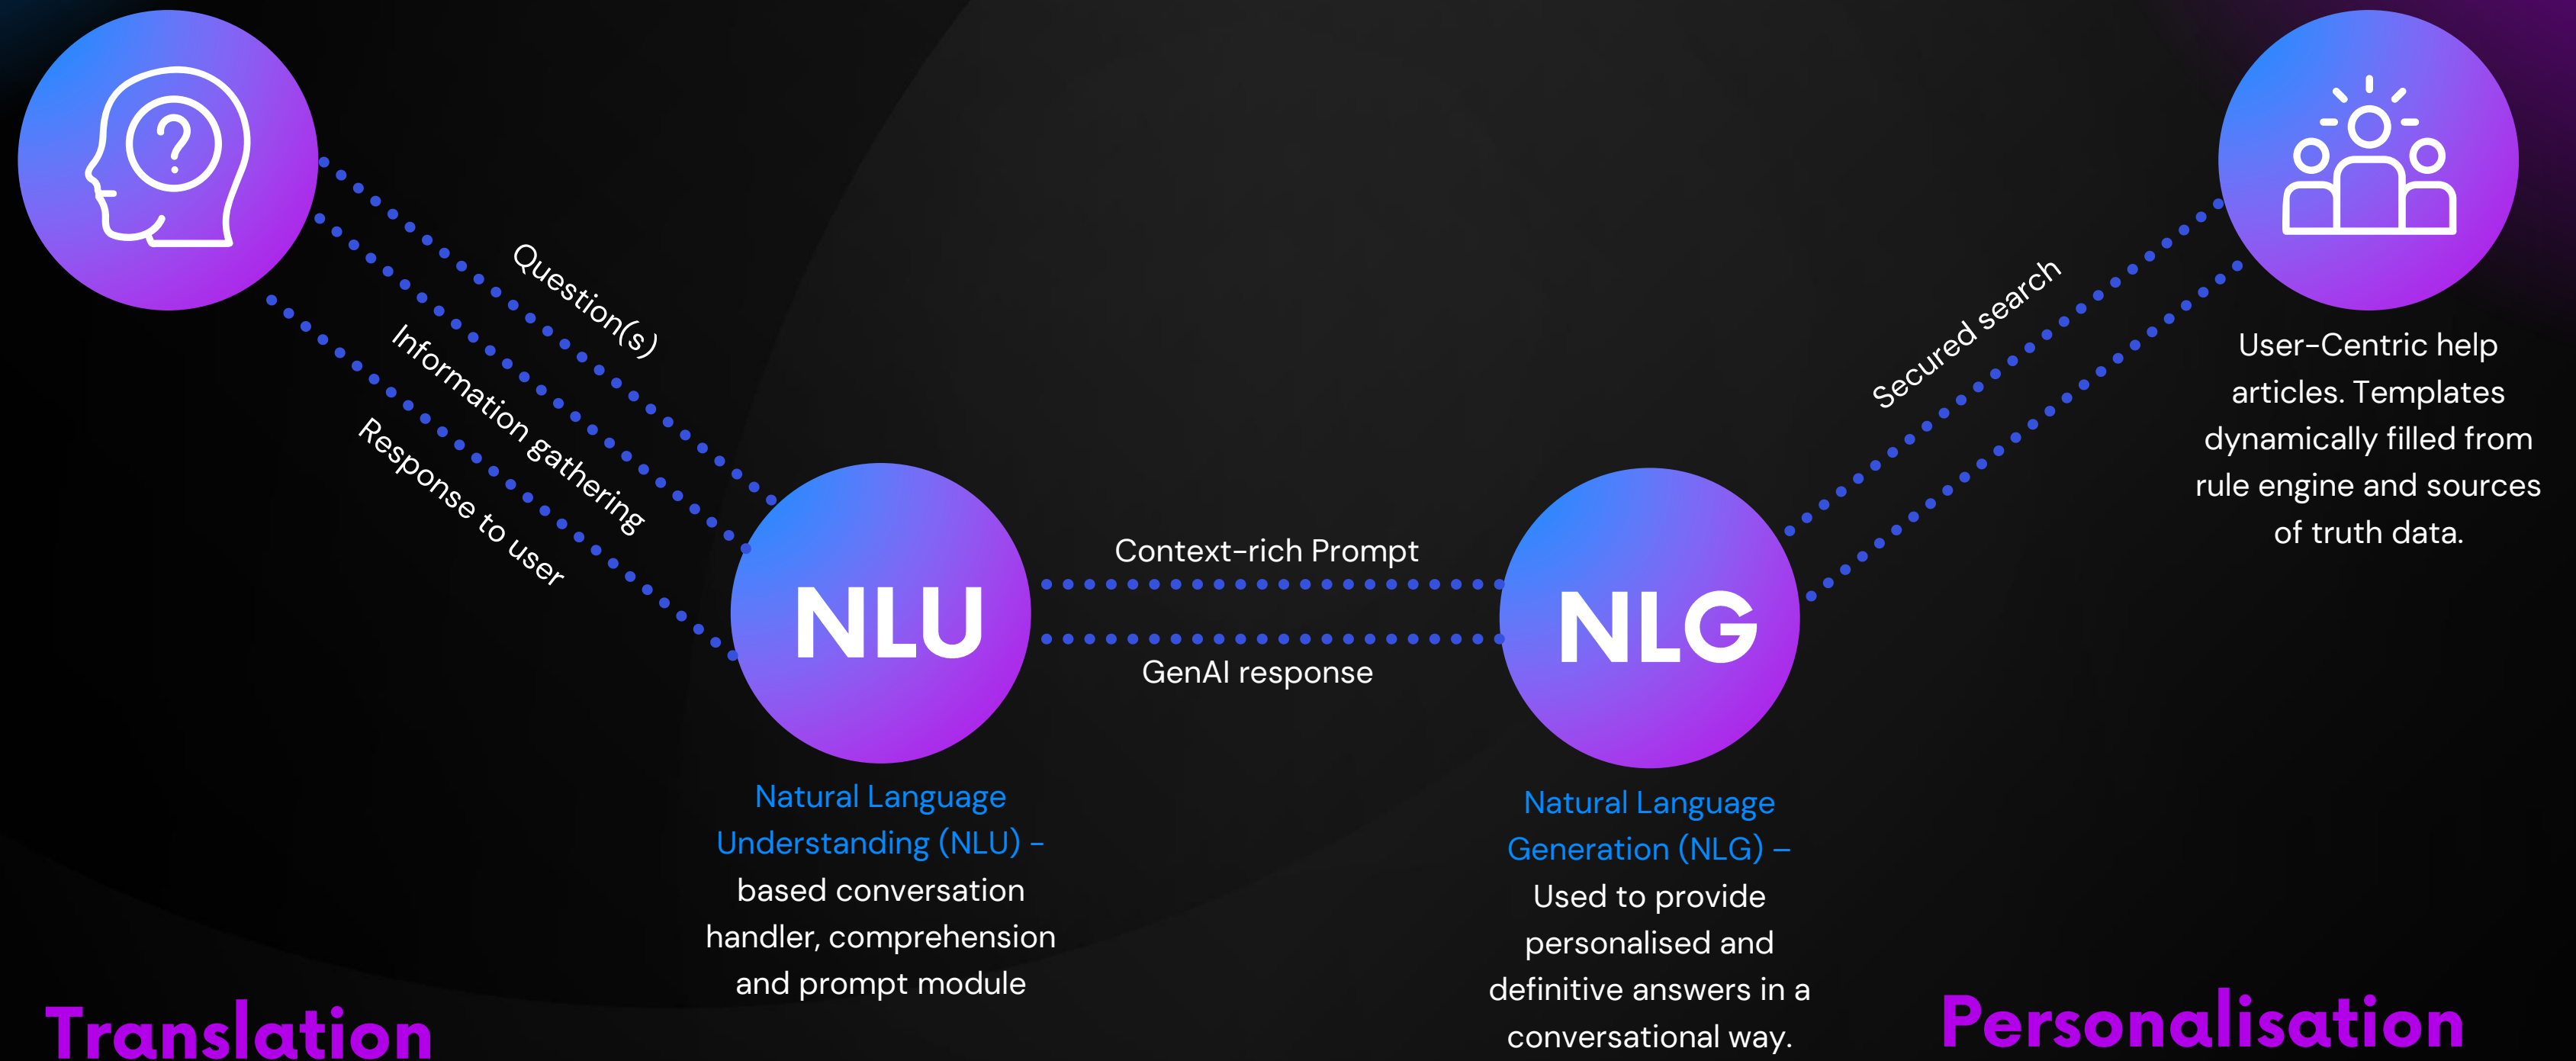 ?
Question(s)
Information gathering
Response to user
NLU
Natural Language
Understanding (NLU) -
based conversation
handler, comprehension
and prompt module
Context-rich Prompt
GenAI response
NLG
Natural Language
Generation (NLG) –
Used to provide
personalised and
definitive answers in a
conversational way.
Secured search
User-Centric help
articles. Templates
dynamically filled from
rule engine and sources
of truth data.
Translation
Personalisation